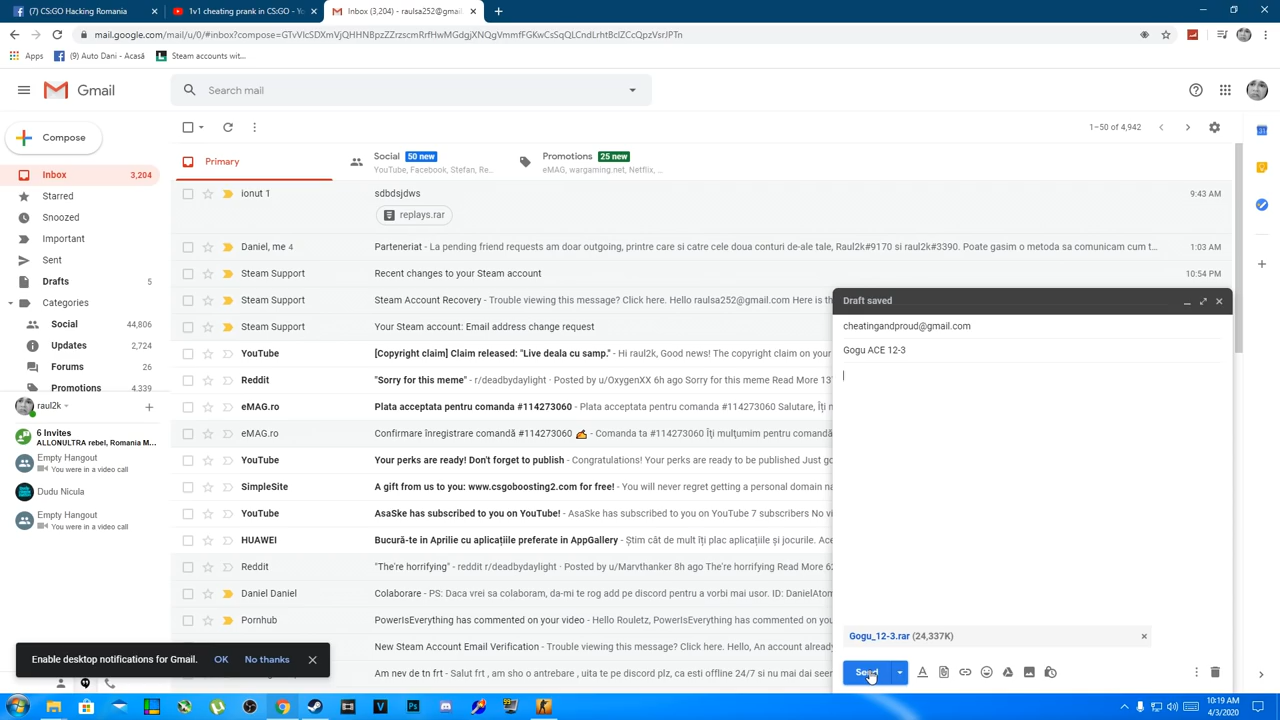 (7) CS:GO Hacking Romania
1v1 cheating prank in CS:GO - Yo
Inbox (3,204) - raulsa252@gmail.
mail.google.com/mail/u/0/#inbox?compose=GTvVlcSDXmVjQHHNBpzZZrzscmRrfHwMGdgjXNQgVmmfFGKwCsSqQLCndLrhtBclZCcQpzVsrJPTn
Apps
(9) Auto Dani - Acasă
Steam accounts wit...
Gmail
Search mail
Compose
1–50 of 4,942
Primary
Social 50 new
YouTube, Facebook, Stefan, Re...
Promotions 25 new
eMAG, wargaming.net, Netflix, ...
Inbox 3,204
Starred
Snoozed
Important
Sent
Drafts 5
Categories
Social 44,806
Updates 2,724
Forums 26
Promotions 4,339
raul2k
6 Invites
ALLONULTRA rebel, Romania M...
Empty Hangout
You were in a video call
Dudu Nicula
Empty Hangout
You were in a video call
ionut 1 sdbdsjdws 9:43 AM
replays.rar
Daniel, me 4 Parteneriat - La pending friend requests am doar outgoing, printre care si catre cele doua conturi de-ale tale, Raul2k#9170 si raul2k#3390. Poate gasim o metoda sa comunicam cum t... 1:03 AM
Steam Support Recent changes to your Steam account 10:54 PM
Steam Support Steam Account Recovery - Trouble viewing this message? Click here. Hello raulsa252@gmail.com Here is th
Steam Support Your Steam account: Email address change request
YouTube [Copyright claim] Claim released: "Live deala cu samp." - Hi raul2k, Good news! The copyright claim on your
Reddit "Sorry for this meme" - r/deadbydaylight · Posted by u/OxygenXX 6h ago Sorry for this meme Read More 13
eMAG.ro Plata acceptata pentru comanda #114273060 - Plata acceptata pentru comanda #114273060 Salutare, Îți
eMAG.ro Confirmare înregistrare comandă #114273060 - Comanda ta #114273060 Îți mulțumim pentru comandă
YouTube Your perks are ready! Don't forget to publish - Congratulations! Your perks are ready to be published Just go
SimpleSite A gift from us to you: www.csgoboosting2.com for free! - You will never regret getting a personal domain na
YouTube AsaSke has subscribed to you on YouTube! - AsaSke has subscribed to you on YouTube 7 subscribers No vi
HUAWEI Bucură-te in Aprilie cu aplicațiile preferate in AppGallery - Știm cât de mult îți plac aplicațiile și jocurile. Ace
Reddit "The're horrifying" - reddit r/deadbydaylight · Posted by u/Marvthanker 8h ago The're horrifying Read More 62
Daniel Daniel Colaborare - PS: Daca vrei sa colaboram, da-mi te rog add pe discord pentru a vorbi mai usor. ID: DanielAtom
Pornhub PowerIsEverything has commented on your video - Hello Rouletz, PowerIsEverything has commented on y
New Steam Account Email Verification - Trouble viewing this message? Click here. Hello, An account
Am nev de tn frt - Salut frt , am sho o antrebare , uita te pe discord frt, ca esti offline 24/7 si nu mai dai seer
Draft saved
cheatingandproud@gmail.com
Gogu ACE 12-3
Gogu_12-3.rar (24,337K)
Send
Enable desktop notifications for Gmail. OK No thanks
10:19 AM
4/3/2020